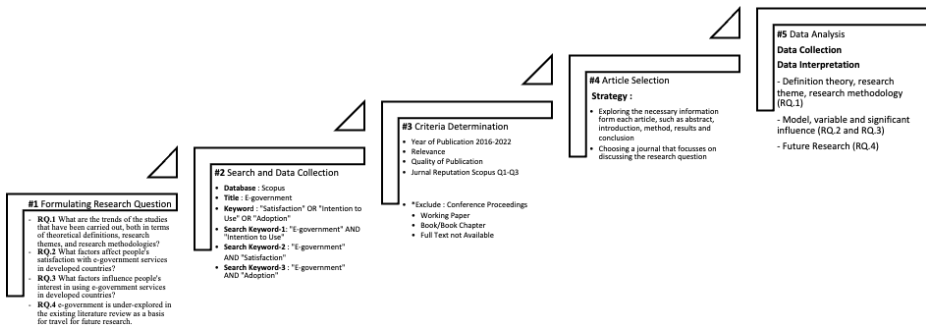 #1 Formulating Research Question
- RQ.1 What are the trends of the studies
that have been carried out, both in terms
of theoretical definitions, research
themes, and research methodologies?
- RQ.2 What factors affect people's
satisfaction with e-government services
in developed countries?
- RQ.3 What factors influence people's
interest in using e-government services
in developed countries?
- RQ.4 e-government is under-explored in
the existing literature review as a basis
for travel for future research.
#2 Search and Data Collection
• Database : Scopus
• Title : E-government
• Keyword : "Satisfaction" OR "Intention to
Use" OR "Adoption"
• Search Keyword-1: "E-government" AND
"Intention to Use"
• Search Keyword-2 : "E-government"
AND "Satisfaction"
• Search Keyword-3 : "E-government"
AND "Adoption"
#3 Criteria Determination
• Year of Publication 2016-2022
• Relevance
• Quality of Publication
• Jurnal Reputation Scopus Q1-Q3
• *Exclude : Conference Proceedings
• Working Paper
• Book/Book Chapter
• Full Text not Available
#4 Article Selection
Strategy :
• Exploring the necessary information
form each article, such as abstract,
introduction, method, results and
conclusion
• Choosing a journal that focusses on
discussing the research question
#5 Data Analysis
Data Collection
Data Interpretation
- Definition theory, research
theme, research methodology
(RQ.1)
- Model, variable and significant
influence (RQ.2 and RQ.3)
- Future Research (RQ.4)